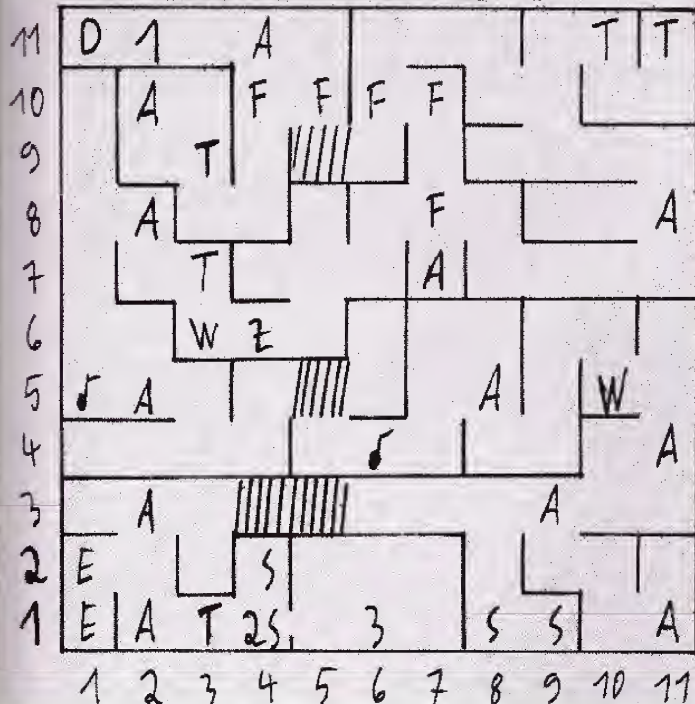 11 D 1 A T T
10 A F F F F
9 T
8 A F A
7 T A
6 W Z
5 A A W
4 A
3 A A
2 E S
1 E A T 2S 3 S S A
1 2 3 4 5 6 7 8 9 10 11